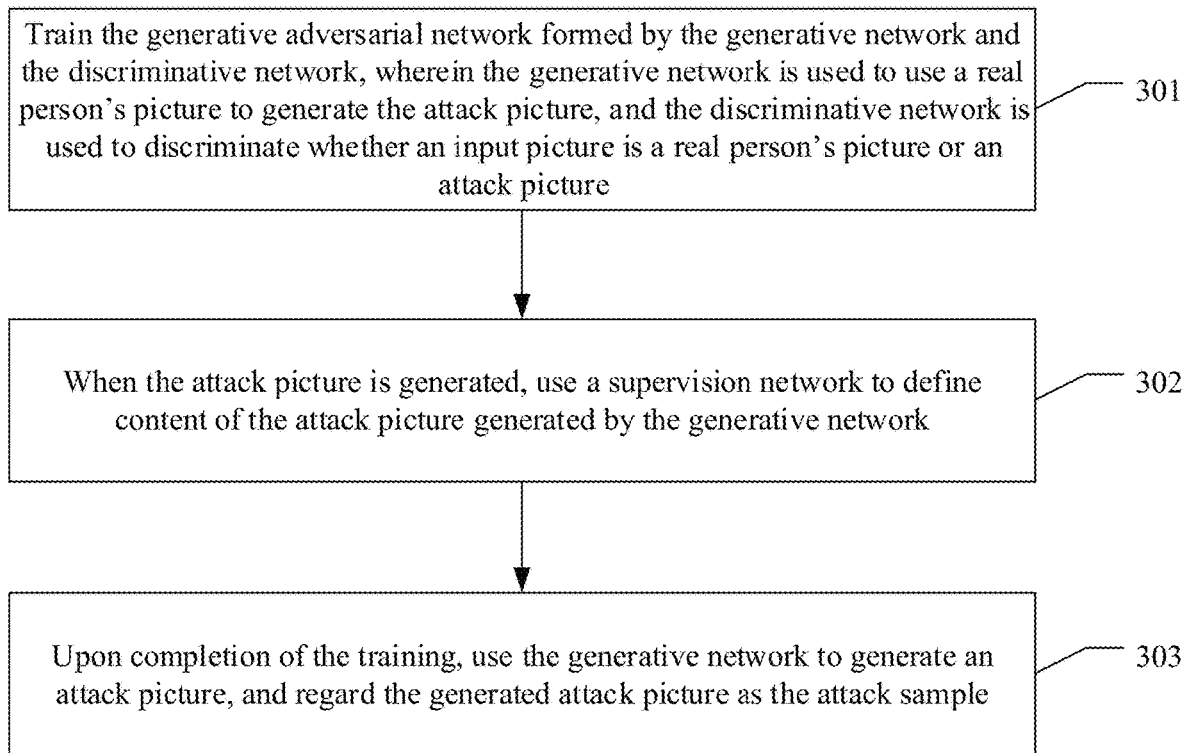 Train the generative adversarial network formed by the generative network and
the discriminative network, wherein the generative network is used to use a real
person's picture to generate the attack picture, and the discriminative network is
used to discriminate whether an input picture is a real person's picture or an
attack picture
301
When the attack picture is generated, use a supervision network to define
content of the attack picture generated by the generative network
302
Upon completion of the training, use the generative network to generate an
attack picture, and regard the generated attack picture as the attack sample
303